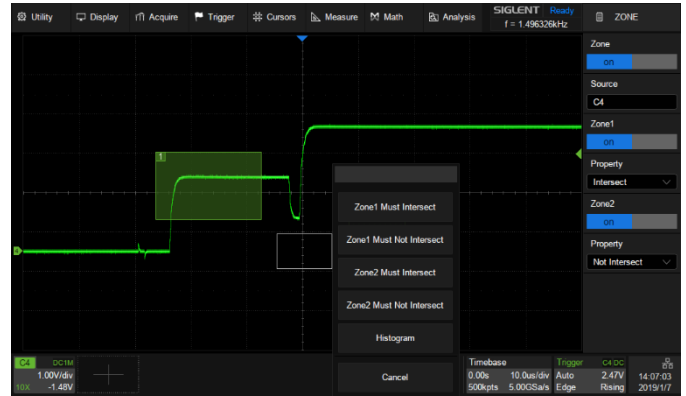 Utility
Display
Acquire
Trigger
Cursors
Measure
Math
Analysis
SIGLENT Ready
f = 1.496326kHz
ZONE
Zone
on
Source
C4
Zone1
on
Property
Intersect
Zone2
on
Property
Not Intersect
1
4
Zone1 Must Intersect
Zone1 Must Not Intersect
Zone2 Must Intersect
Zone2 Must Not Intersect
Histogram
Cancel
C4 DC1M
1.00V/div
10X -1.48V
Timebase
0.00s 10.0us/div
500kpts 5.00GSa/s
Trigger C4 DC
Auto 2.47V
Edge Rising
14:07:03
2019/1/7